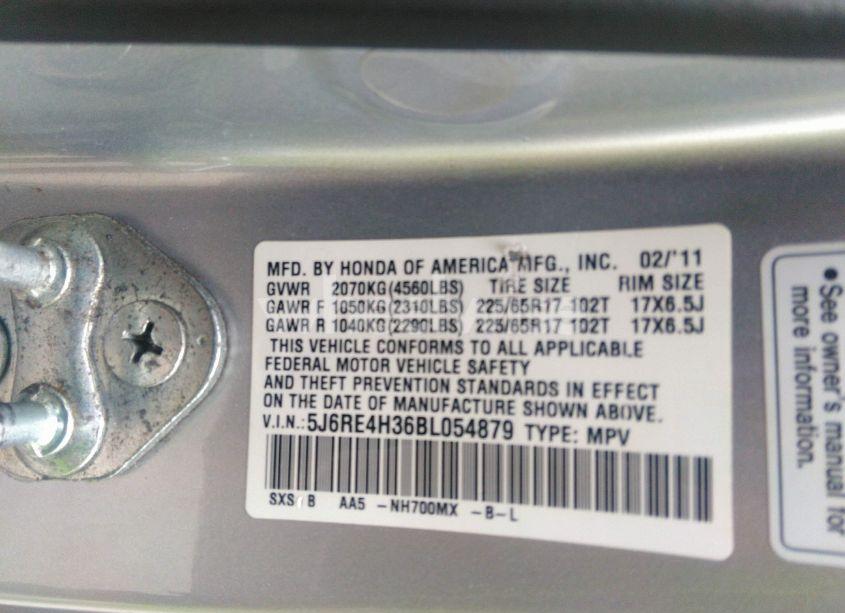 MFD. BY HONDA OF AMERICA MFG., INC. 02/'11
GVWR 2070KG(4560LBS) TIRE SIZE RIM SIZE
GAWR F 1050KG(2310LBS) 225/65R17 102T 17X6.5J
GAWR R 1040KG(2290LBS) 225/65R17 102T 17X6.5J
THIS VEHICLE CONFORMS TO ALL APPLICABLE
FEDERAL MOTOR VEHICLE SAFETY
AND THEFT PREVENTION STANDARDS IN EFFECT
ON THE DATE OF MANUFACTURE SHOWN ABOVE.
V.I.N.:5J6RE4H36BL054879 TYPE: MPV
SXS B AA5 -NH700MX -B-L
•See owner's manual for
more information.